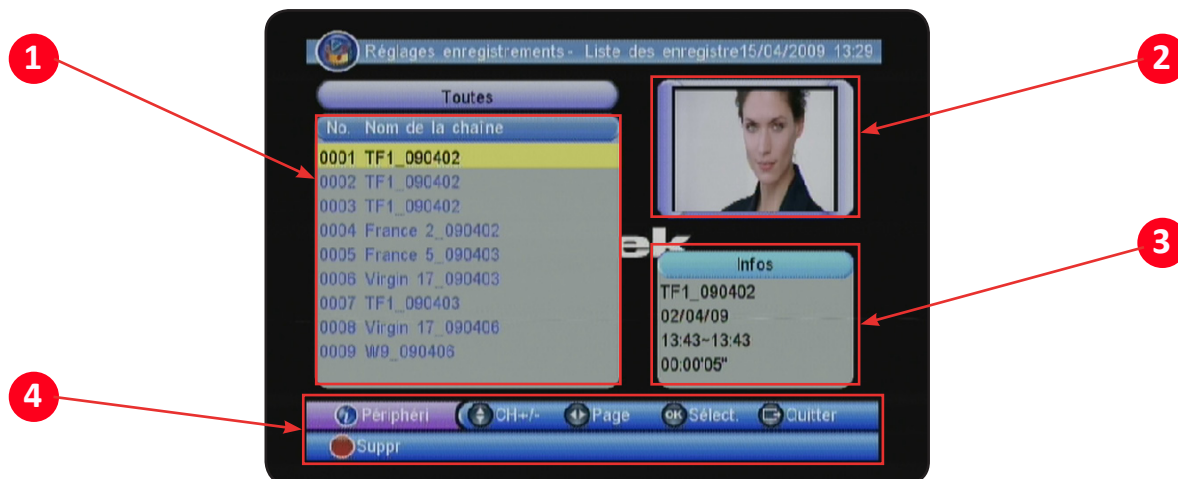 Réglages enregistrements - Liste des enregistre15/04/2009 13:29
1
2
Toutes
No. Nom de la chaîne
0001 TF1_090402
0002 TF1_090402
0003 TF1_090402
0004 France 2_090402
0005 France 5_090403
0006 Virgin 17_090403
0007 TF1_090403
0008 Virgin 17_090406
0009 W9_090406
ek
3
Infos
TF1_090402
02/04/09
13:43~13:43
00:00'05"
4
Périphéri CH+/- Page OK Sélect. Quitter
Suppr